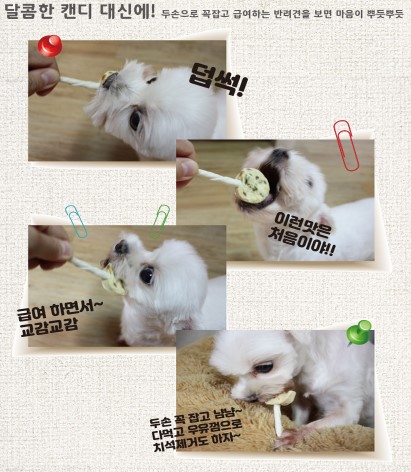 달콤한 캔디 대신에! 두손으로 꼭잡고 급여하는 반려견을 보면 마음이 뿌듯뿌듯
덥썩!
이런맛은
처음이야!!
급여 하면서~
교감교감
두손 꼭 잡고 냠냠~
다먹고 우유껌으로
치석제거도 하자~